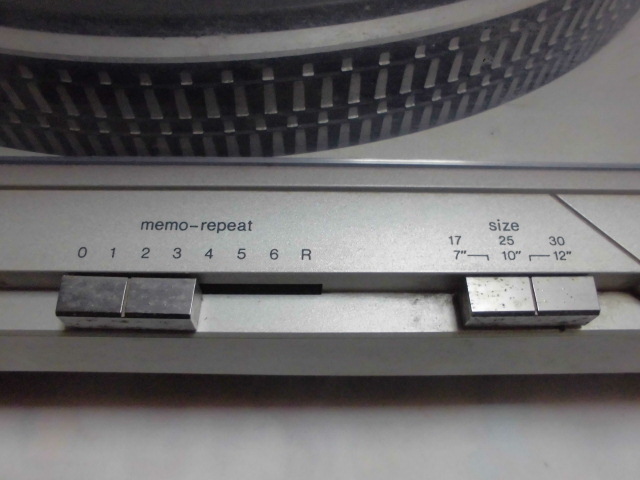 memo-repeat
0 1 2 3 4 5 6 R
size
17 25 30
7" 10" 12"